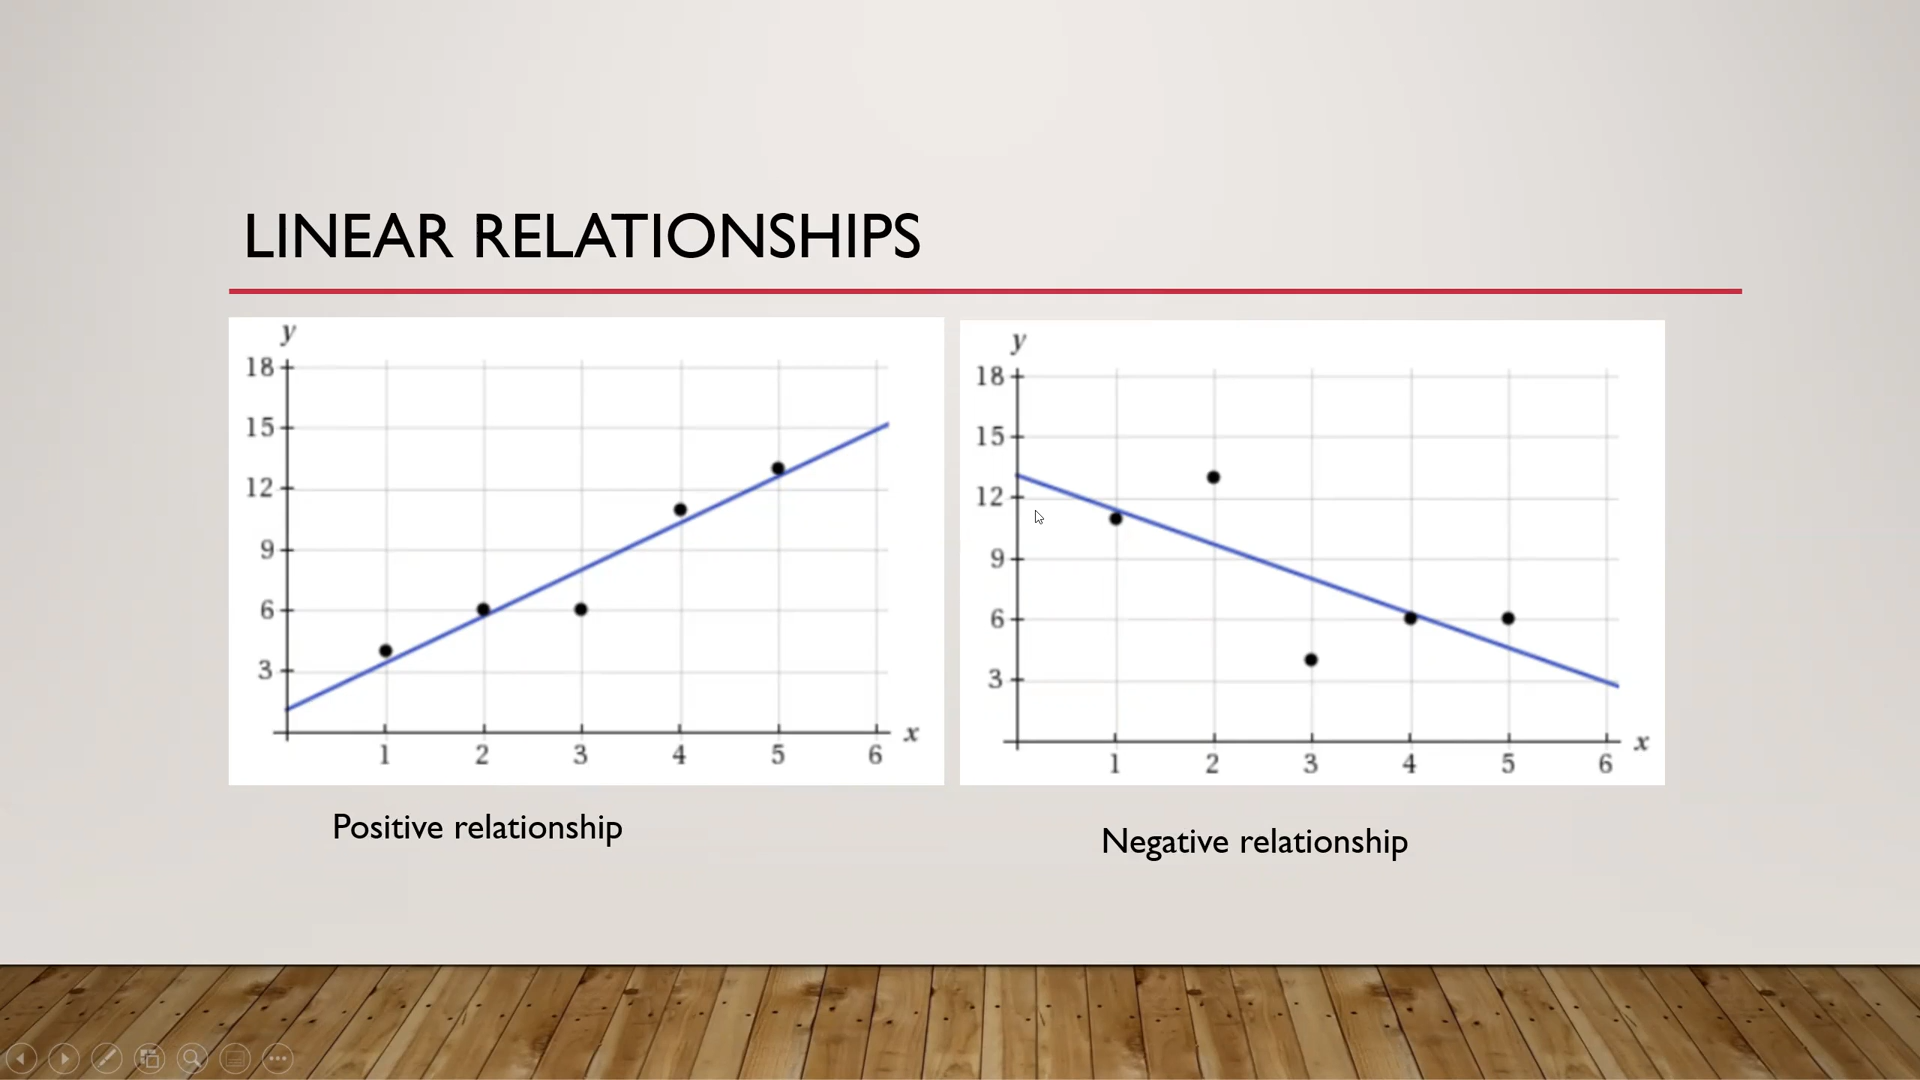 LINEAR RELATIONSHIPS
y
18
15
12
9
6
3
1 2 3 4 5 6 x
Positive relationship
y
18
15
12
9
6
3
1 2 3 4 5 6 x
Negative relationship